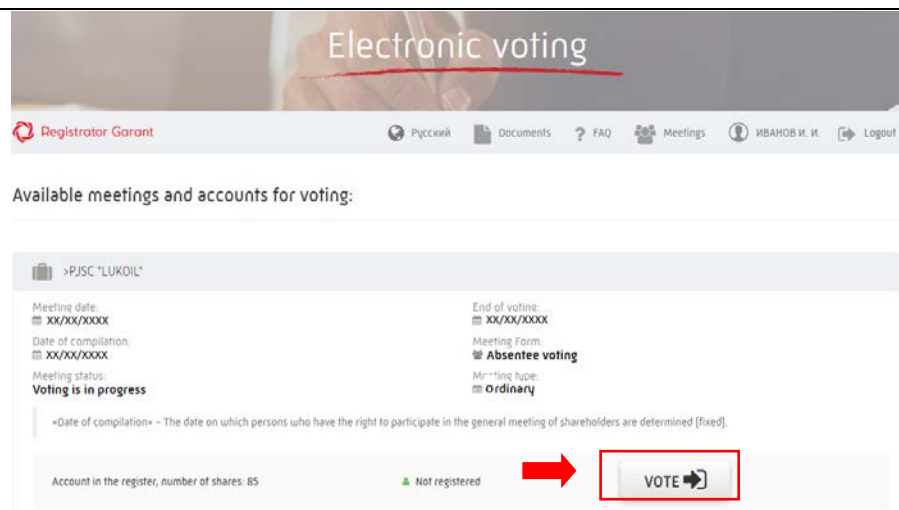 Electronic voting
Registrator Garant Русский Documents ? FAQ Meetings ИВАНОВ И. И. Logout
Available meetings and accounts for voting:
>PJSC "LUKOIL"
Meeting date: End of voting:
XX/XX/XXXX XX/XX/XXXX
Date of compilation: Meeting Form:
XX/XX/XXXX Absentee voting
Meeting status: Meeting type:
Voting is in progress Ordinary
«Date of compilation» – The date on which persons who have the right to participate in the general meeting of shareholders are determined [fixed].
Account in the register, number of shares: 85 Not registered VOTE